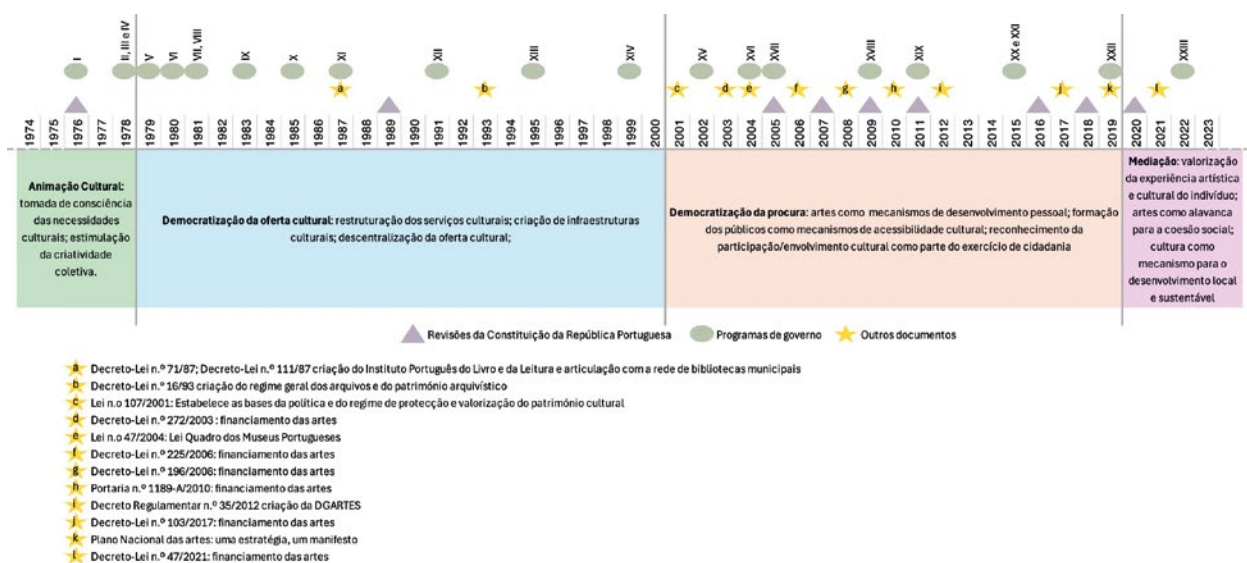 I
II, III e IV
V
VI
VII, VIII
IX
X
XI
XII
XIII
XIV
XV
XVI
XVII
XVIII
XIX
XX e XXI
XXII
XXIII
a
b
c
d
e
f
g
h
i
j
k
l
1974
1975
1976
1977
1978
1979
1980
1981
1982
1983
1984
1985
1986
1987
1988
1989
1990
1991
1992
1993
1994
1995
1996
1997
1998
1999
2000
2001
2002
2003
2004
2005
2006
2007
2008
2009
2010
2011
2012
2013
2014
2015
2016
2017
2018
2019
2020
2021
2022
2023
Animação Cultural:
tomada de consciência
das necessidades
culturais; estimulação
da criatividade
coletiva.
Democratização da oferta cultural: restruturação dos serviços culturais; criação de infraestruturas
culturais; descentralização da oferta cultural;
Democratização da procura: artes como mecanismos de desenvolvimento pessoal; formação
dos públicos como mecanismos de acessibilidade cultural; reconhecimento da
participação/envolvimento cultural como parte do exercício de cidadania
Mediação: valorização
da experiência artística
e cultural do indivíduo;
artes como alavanca
para a coesão social;
cultura como
mecanismo para o
desenvolvimento local
e sustentável
Revisões da Constituição da República Portuguesa
Programas de governo
Outros documentos
a Decreto-Lei n.º 71/87; Decreto-Lei n.º 111/87 criação do Instituto Português do Livro e da Leitura e articulação com a rede de bibliotecas municipais
b Decreto-Lei n.º 16/93 criação do regime geral dos arquivos e do património arquivístico
c Lei n.o 107/2001: Estabelece as bases da política e do regime de protecção e valorização do património cultural
d Decreto-Lei n.º 272/2003 : financiamento das artes
e Lei n.o 47/2004: Lei Quadro dos Museus Portugueses
f Decreto-Lei n.º 225/2006: financiamento das artes
g Decreto-Lei n.º 196/2008: financiamento das artes
h Portaria n.º 1189-A/2010: financiamento das artes
i Decreto Regulamentar n.º 35/2012 criação da DGARTES
j Decreto-Lei n.º 103/2017: financiamento das artes
k Plano Nacional das artes: uma estratégia, um manifesto
l Decreto-Lei n.º 47/2021: financiamento das artes